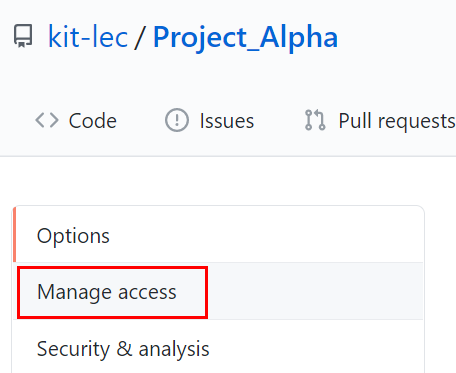 kit-lec / Project_Alpha
Code Issues Pull requests
Options
Manage access
Security & analysis